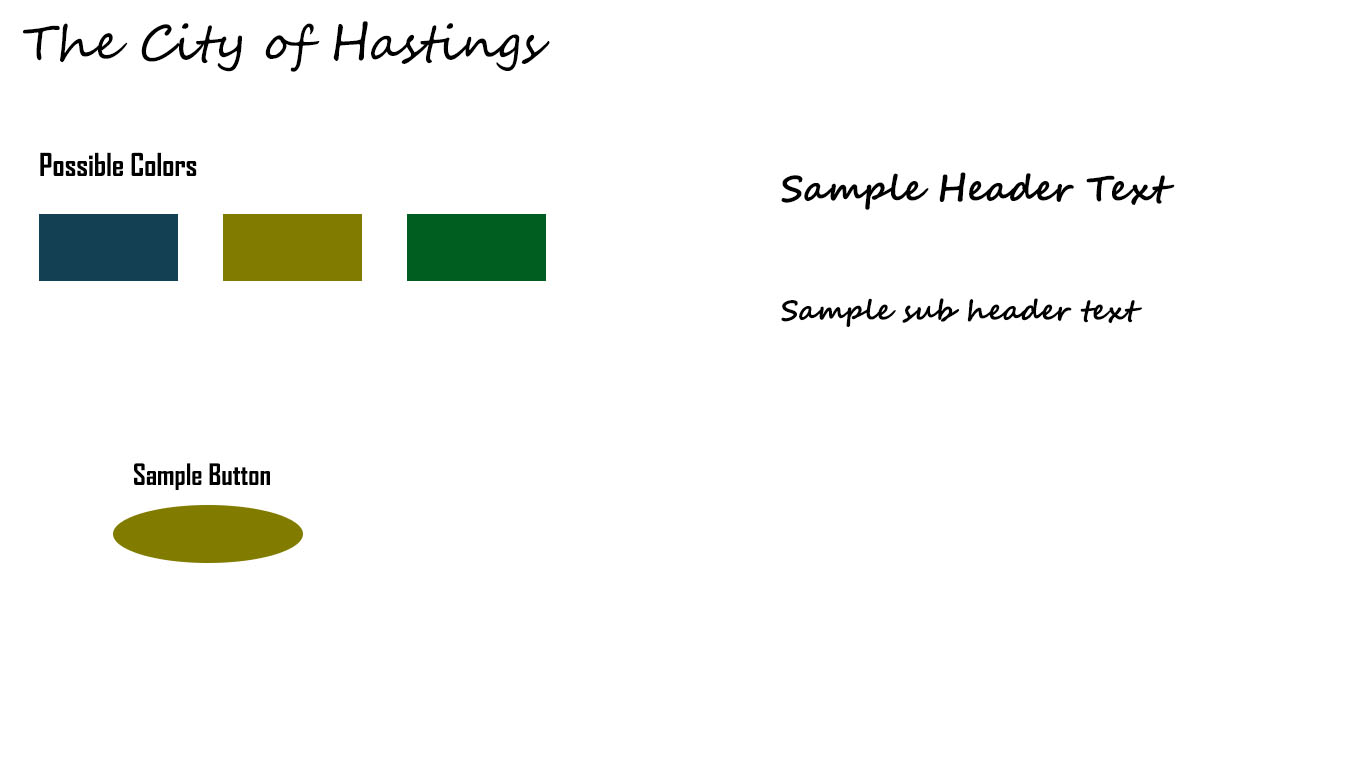 The City of Hastings
Possible Colors
Sample Header Text
Sample sub header text
Sample Button